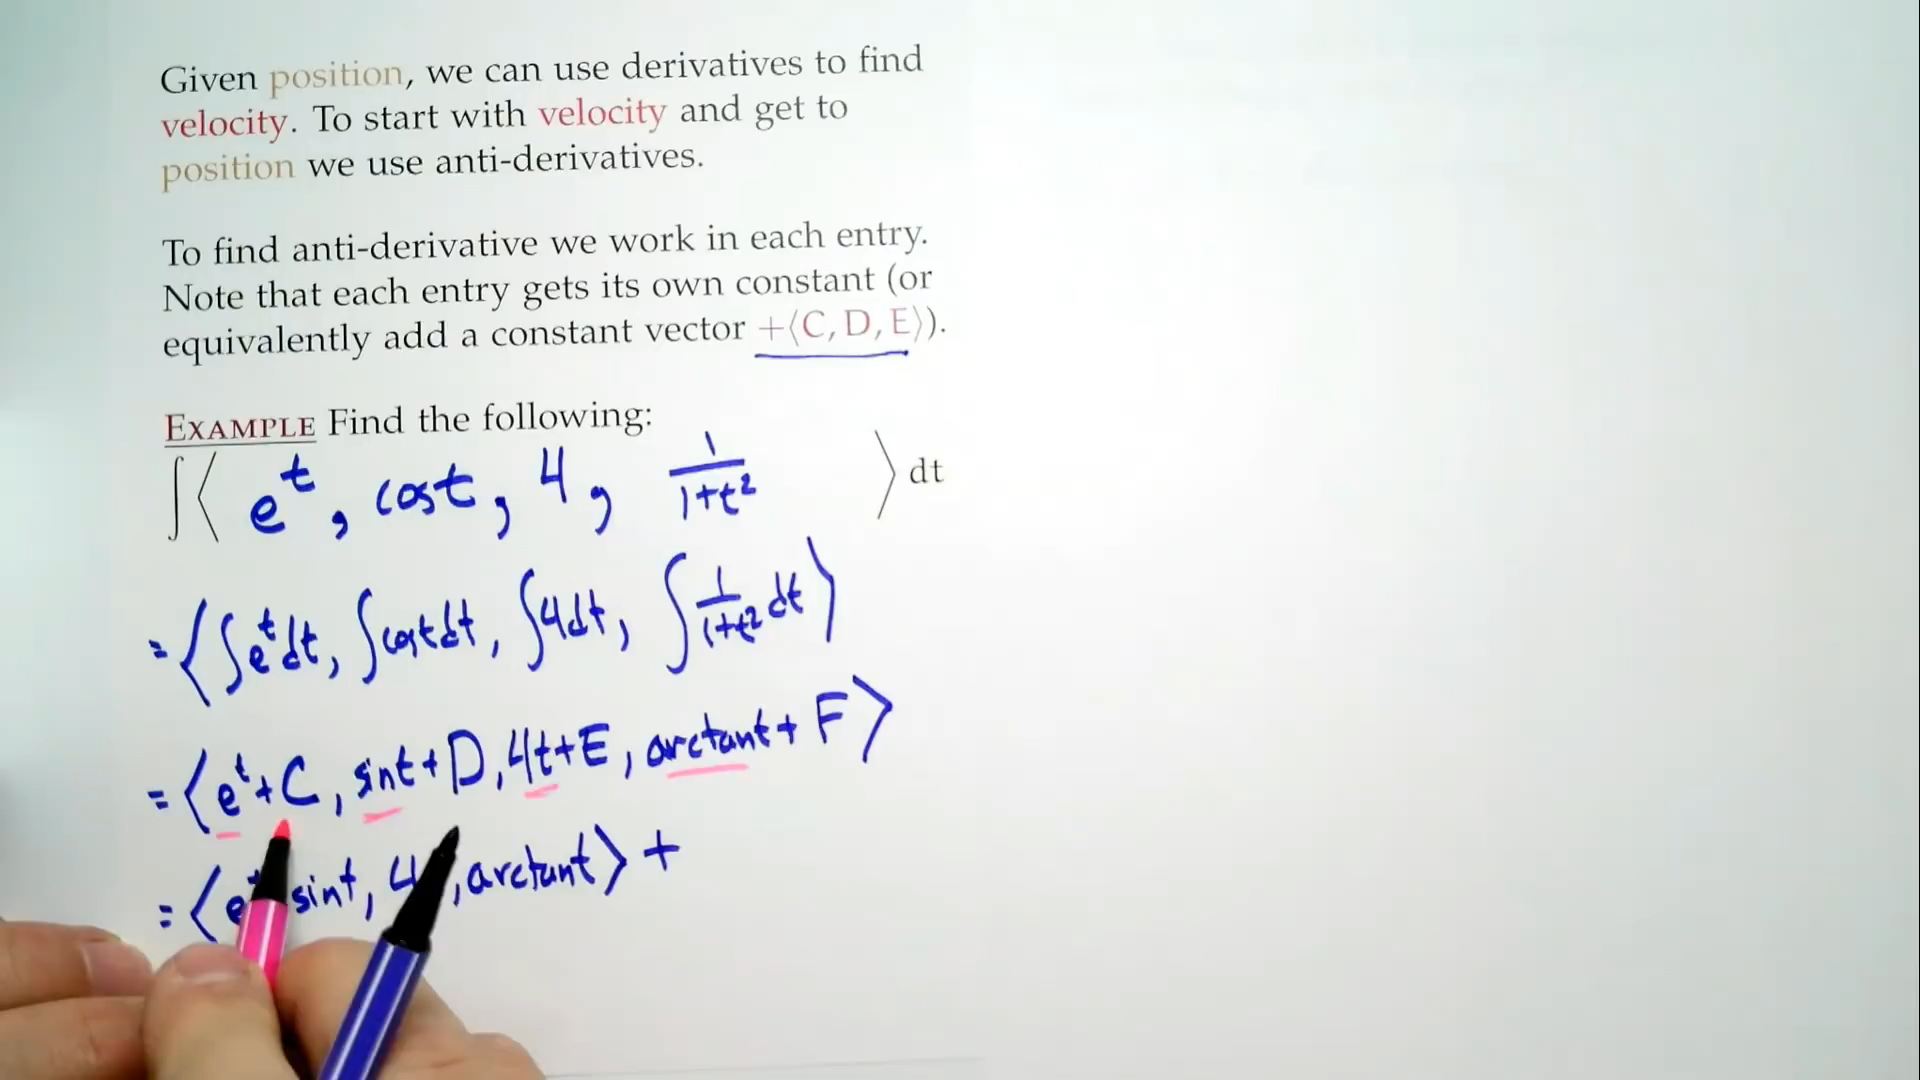 Given position, we can use derivatives to find
velocity. To start with velocity and get to
position we use anti-derivatives.
To find anti-derivative we work in each entry.
Note that each entry gets its own constant (or
equivalently add a constant vector +⟨C, D, E⟩).
EXAMPLE Find the following:
∫⟨ e^t, cost, 4, 1/(1+t²) ⟩ dt
= ⟨∫e^t dt, ∫cost dt, ∫4dt, ∫1/(1+t²) dt⟩
= ⟨e^t + C, sint + D, 4t + E, arctant + F⟩
= ⟨e sint, 4 , arctant⟩ +